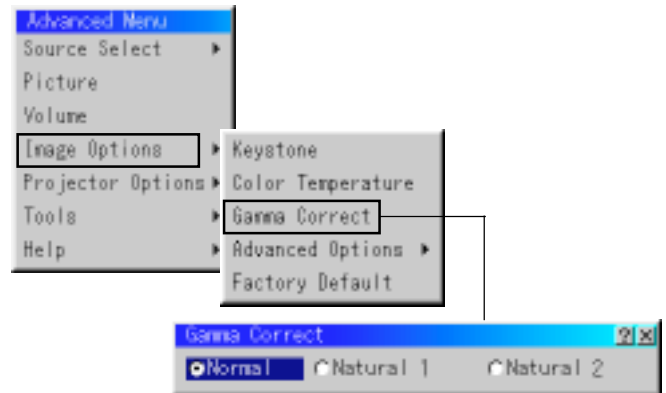 Advanced Menu
Source Select
Picture
Volume
Image Options
Projector Options
Tools
Help
Keystone
Color Temperature
Gamma Correct
Advanced Options
Factory Default
Gamma Correct
Normal Natural 1 Natural 2